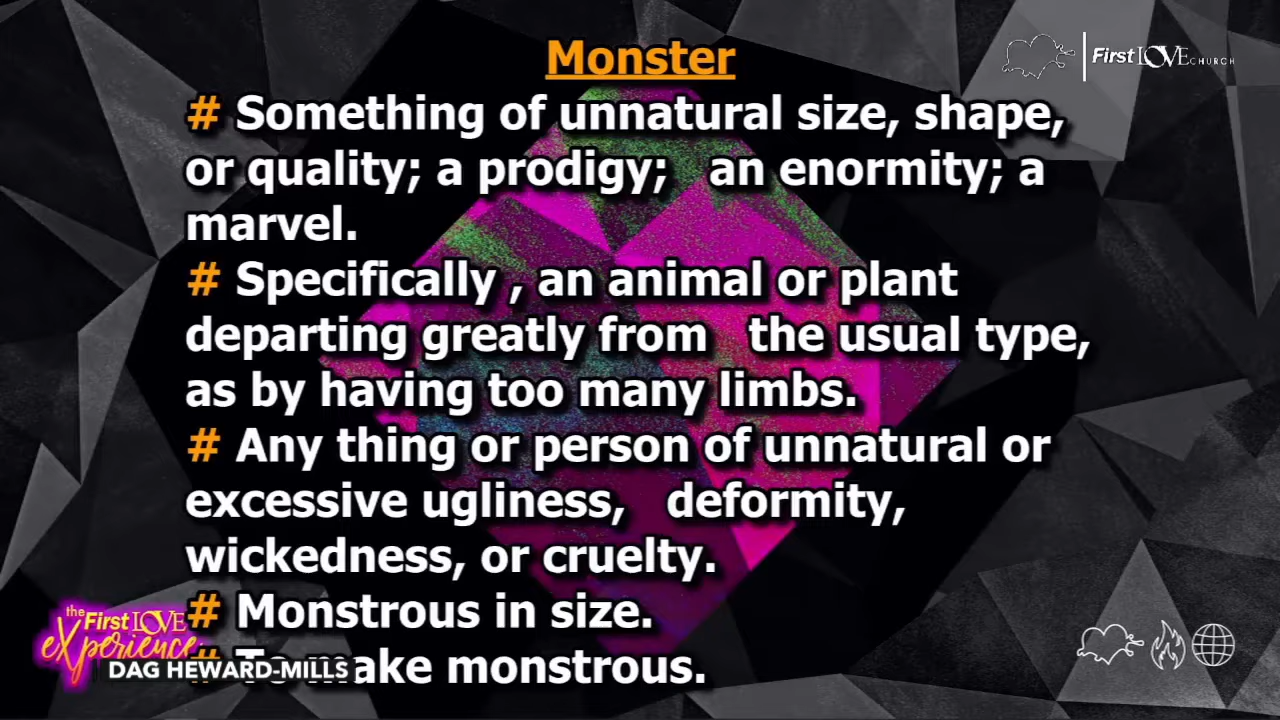 Monster
First LOVE CHURCH
# Something of unnatural size, shape,
or quality; a prodigy; an enormity; a
marvel.
# Specifically , an animal or plant
departing greatly from the usual type,
as by having too many limbs.
# Any thing or person of unnatural or
excessive ugliness, deformity,
wickedness, or cruelty.
# Monstrous in size.
# To make monstrous.
the First LOVE
experience
DAG HEWARD-MILLS